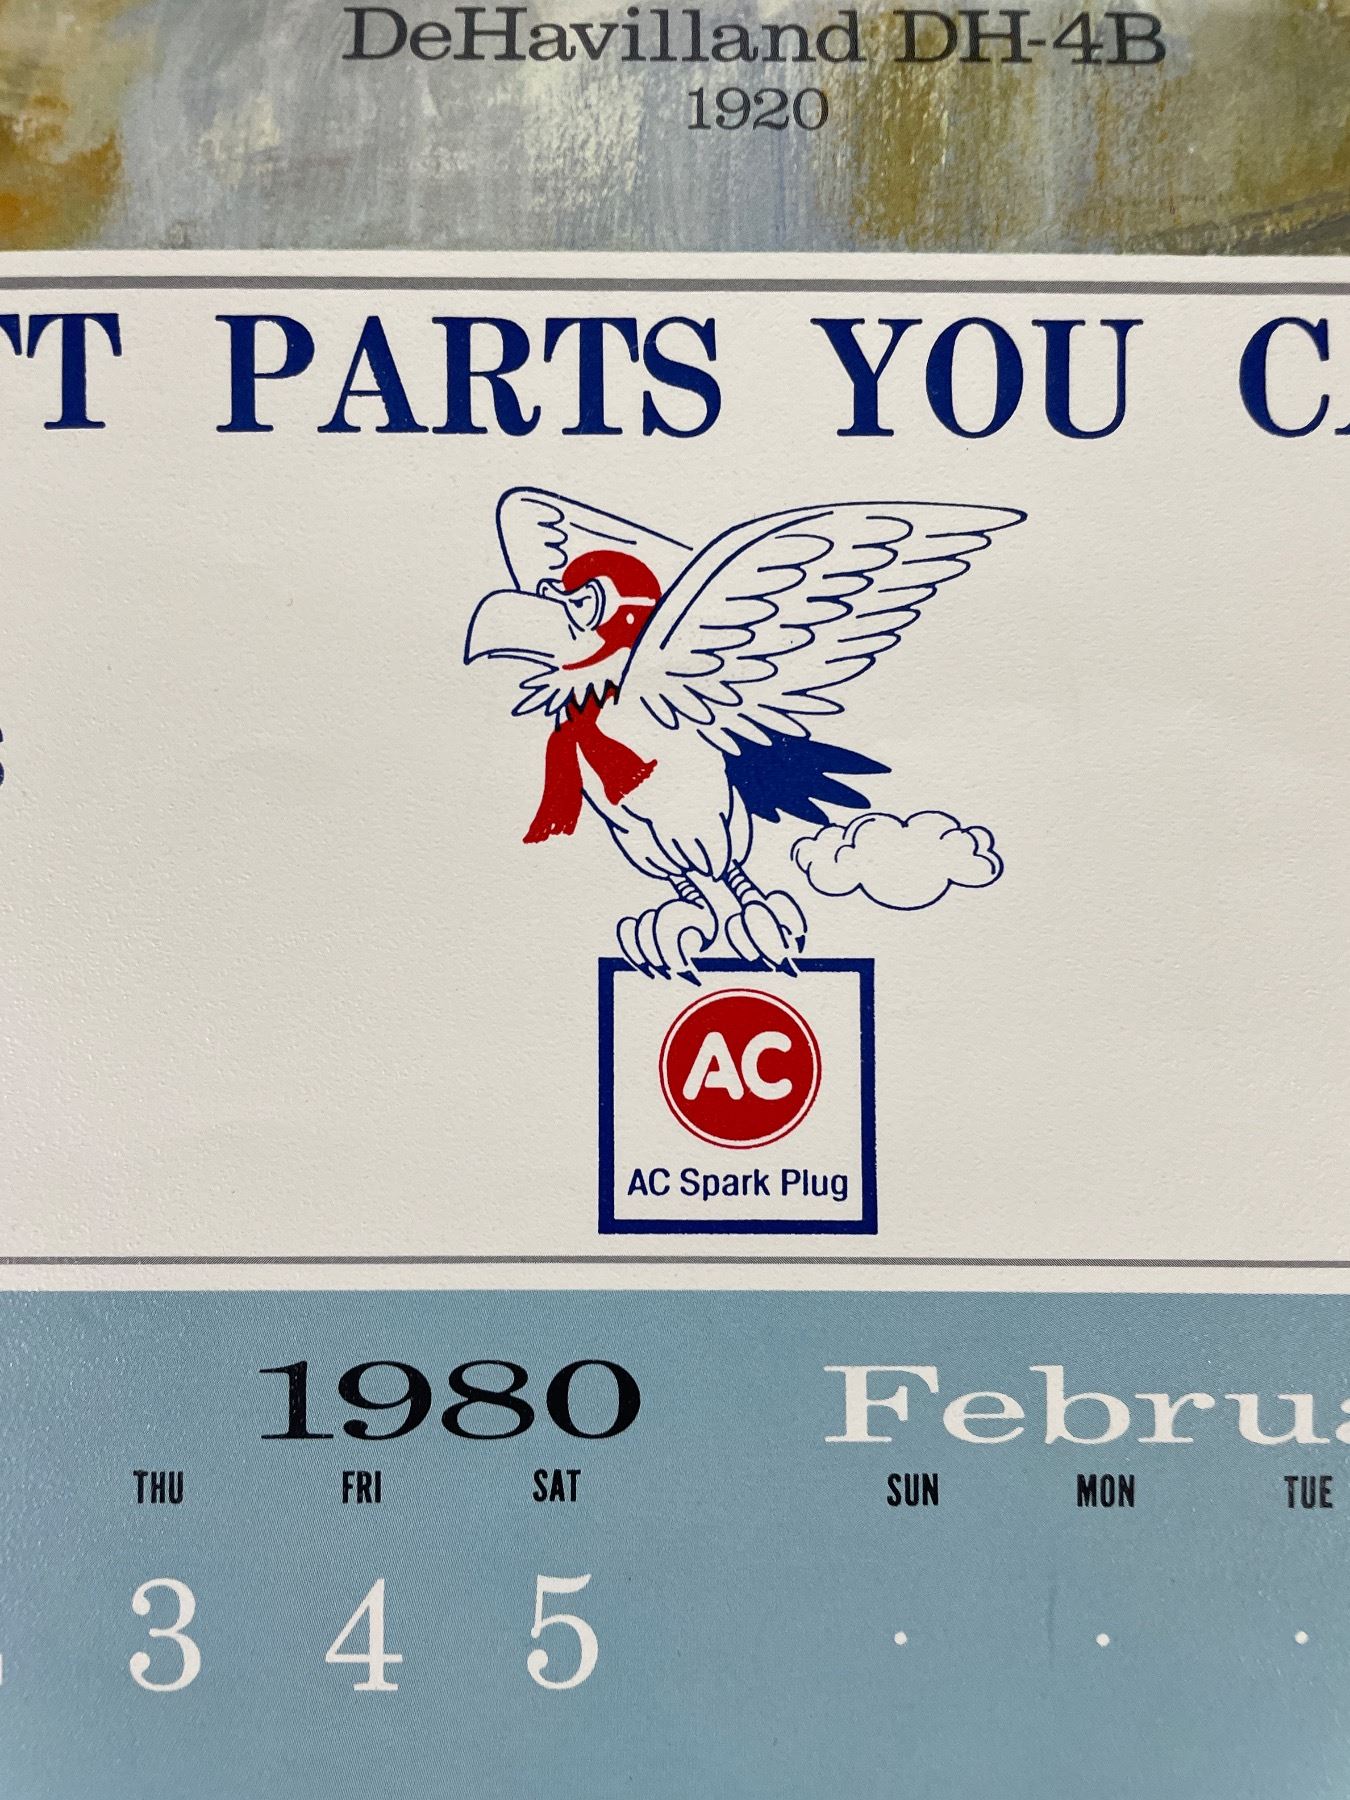 DeHavilland DH-4B
1920
PARTS YOU
AC
AC Spark Plug
1980 Februa
THU FRI SAT SUN MON TUE
3 4 5 . . .